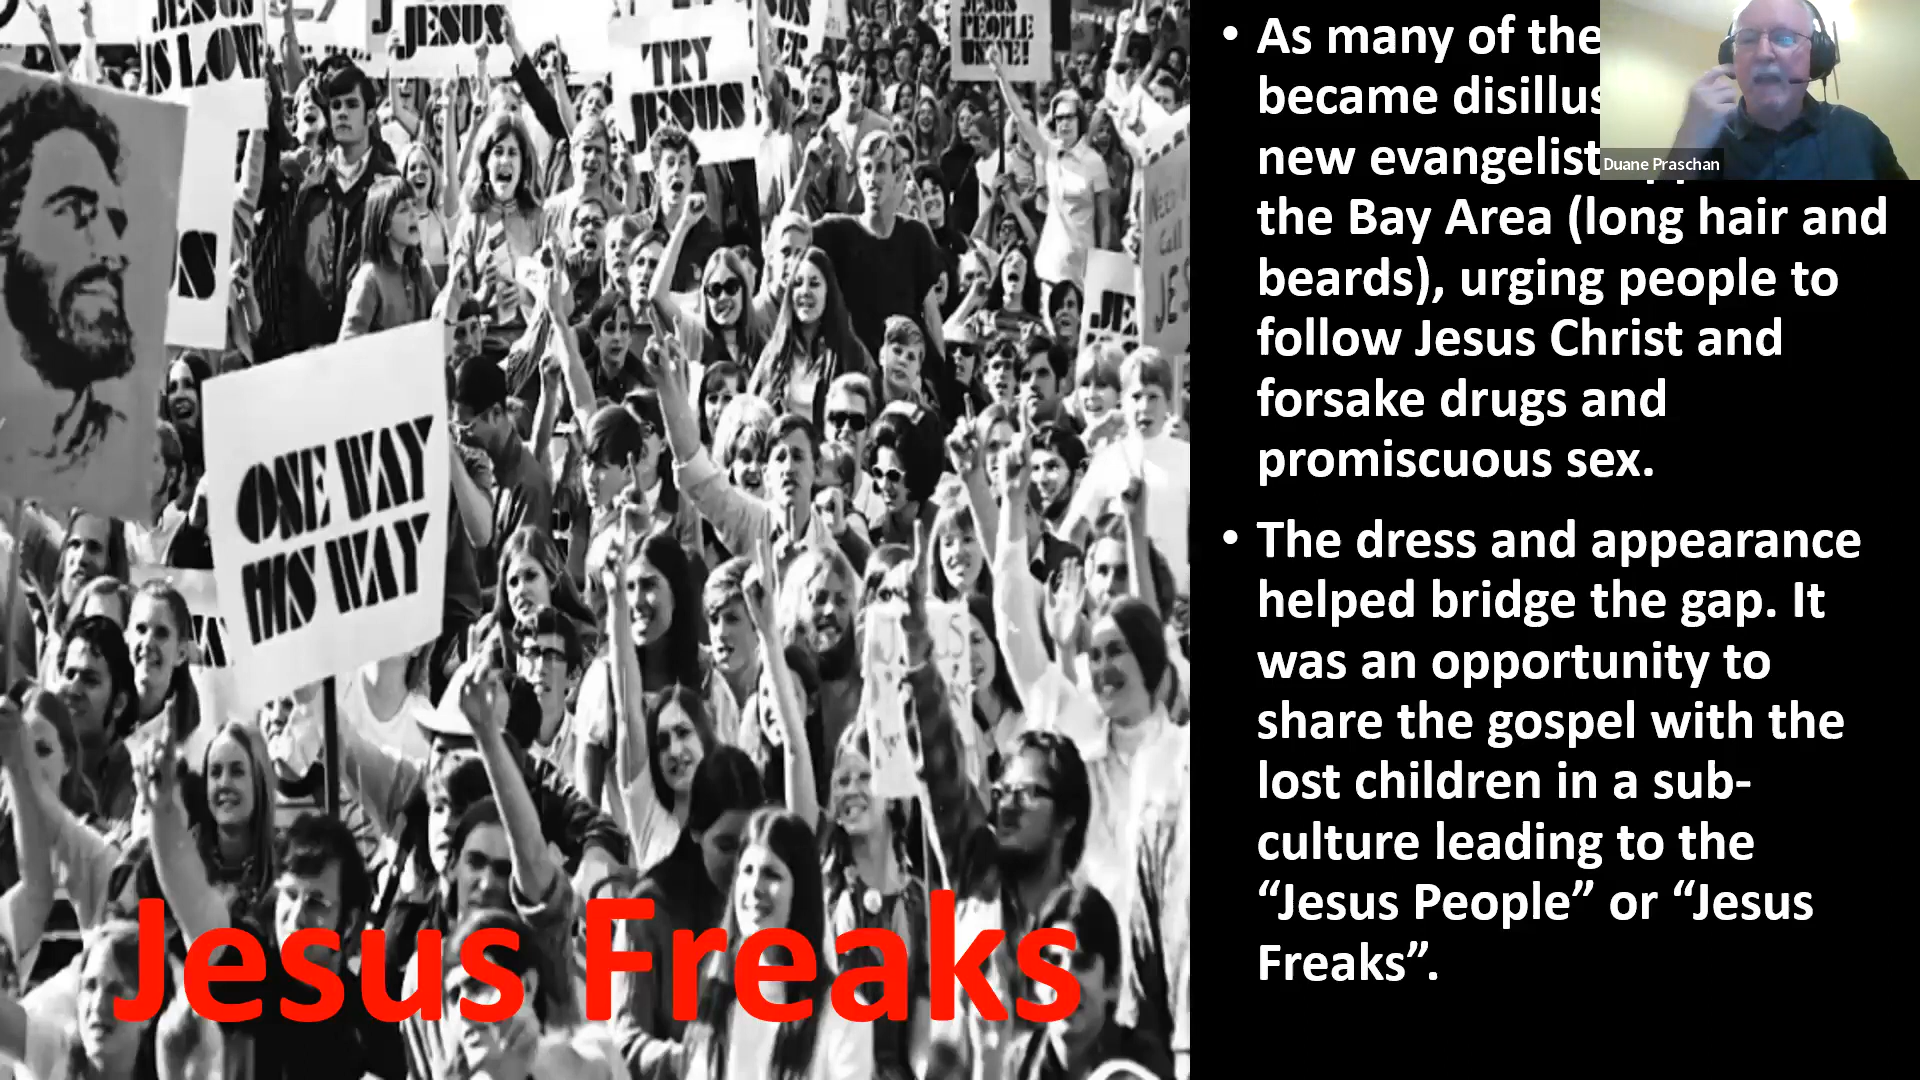 JESUS
IS LOVE
JESUS
TRY
JESUS
JESUS
PEOPLE
UNITE!
S
ONE WAY
HIS WAY
Jesus Freaks
• As many of the
became
new
the Bay Area (long hair and
beards), urging people to
follow Jesus Christ and
forsake drugs and
promiscuous sex.
• The dress and appearance
helped bridge the gap. It
was an opportunity to
share the gospel with the
lost children in a sub-
culture leading to the
“Jesus People” or “Jesus
Freaks”.
Duane Praschan